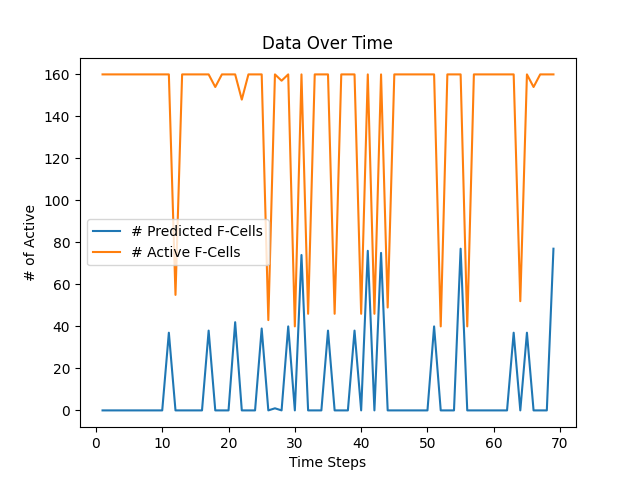 Data Over Time
160
140
120
100
80
60
40
20
0
# of Active
# Predicted F-Cells
# Active F-Cells
0 10 20 30 40 50 60 70
Time Steps